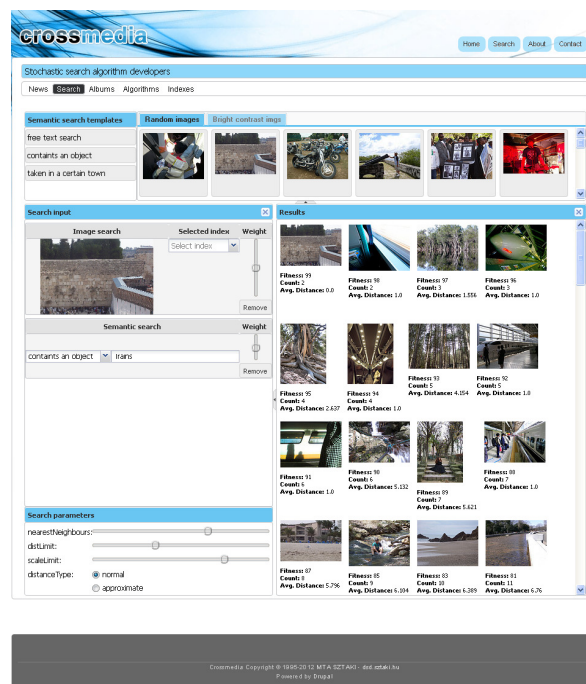 crossmedia
Home Search About Contact
Stochastic search algorithm developers
News Search Albums Algorithms Indexes
Semantic search templates
Random images
Bright contrast imgs
free text search
containts an object
taken in a certain town
Search input
Image search
Selected index
Weight
Select index
Remove
Semantic search
Weight
containts an object
trains
Remove
Search parameters
nearestNeighbours:
distLimit:
scaleLimit:
distanceType:
normal
approximate
Results
Fitness: 99
Count: 2
Avg. Distance: 0.0
Fitness: 98
Count: 2
Avg. Distance: 1.0
Fitness: 97
Count: 3
Avg. Distance: 1.556
Fitness: 96
Count: 3
Avg. Distance: 1.0
Fitness: 95
Count: 4
Avg. Distance: 2.637
Fitness: 94
Count: 4
Avg. Distance: 1.0
Fitness: 93
Count: 5
Avg. Distance: 4.154
Fitness: 92
Count: 5
Avg. Distance: 1.0
Fitness: 91
Count: 6
Avg. Distance: 1.0
Fitness: 90
Count: 6
Avg. Distance: 5.132
Fitness: 89
Count: 7
Avg. Distance: 5.621
Fitness: 88
Count: 7
Avg. Distance: 1.0
Fitness: 87
Count: 8
Avg. Distance: 5.796
Fitness: 85
Count: 9
Avg. Distance: 6.104
Fitness: 83
Count: 10
Avg. Distance: 6.389
Fitness: 81
Count: 11
Avg. Distance: 6.76
Crossmedia Copyright © 1995-2012 MTA SZTAKI - dsd.sztaki.hu
Powered by Drupal